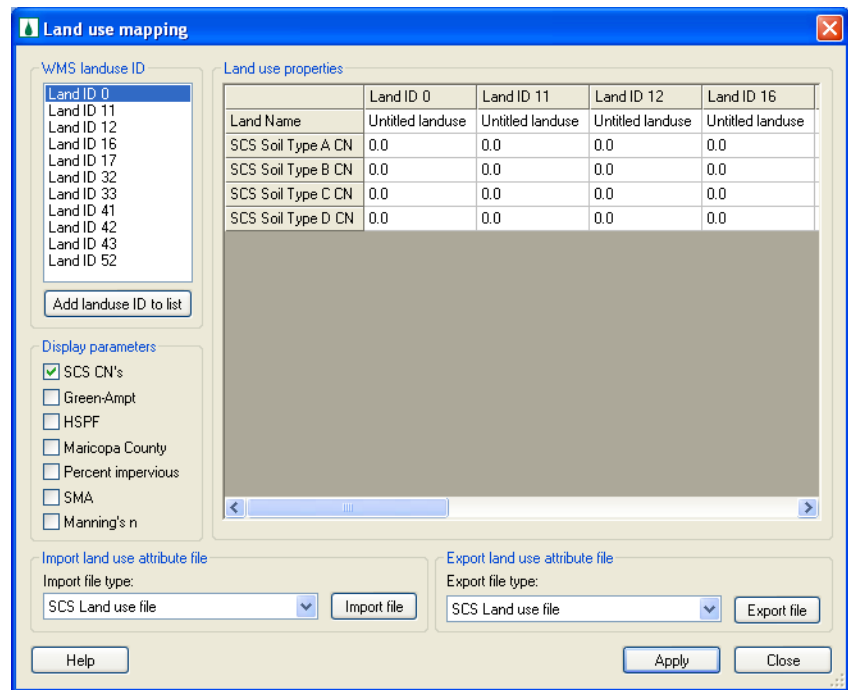 Land use mapping
WMS landuse ID
Land ID 0
Land ID 11
Land ID 12
Land ID 16
Land ID 17
Land ID 32
Land ID 33
Land ID 41
Land ID 42
Land ID 43
Land ID 52
Add landuse ID to list
Display parameters
SCS CN's
Green-Ampt
HSPF
Maricopa County
Percent impervious
SMA
Manning's n
Land use properties
Land ID 0 Land ID 11 Land ID 12 Land ID 16
Land Name Untitled landuse Untitled landuse Untitled landuse Untitled landuse
SCS Soil Type A CN 0.0 0.0 0.0 0.0
SCS Soil Type B CN 0.0 0.0 0.0 0.0
SCS Soil Type C CN 0.0 0.0 0.0 0.0
SCS Soil Type D CN 0.0 0.0 0.0 0.0
Import land use attribute file
Import file type:
SCS Land use file Import file
Export land use attribute file
Export file type:
SCS Land use file Export file
Help Apply Close